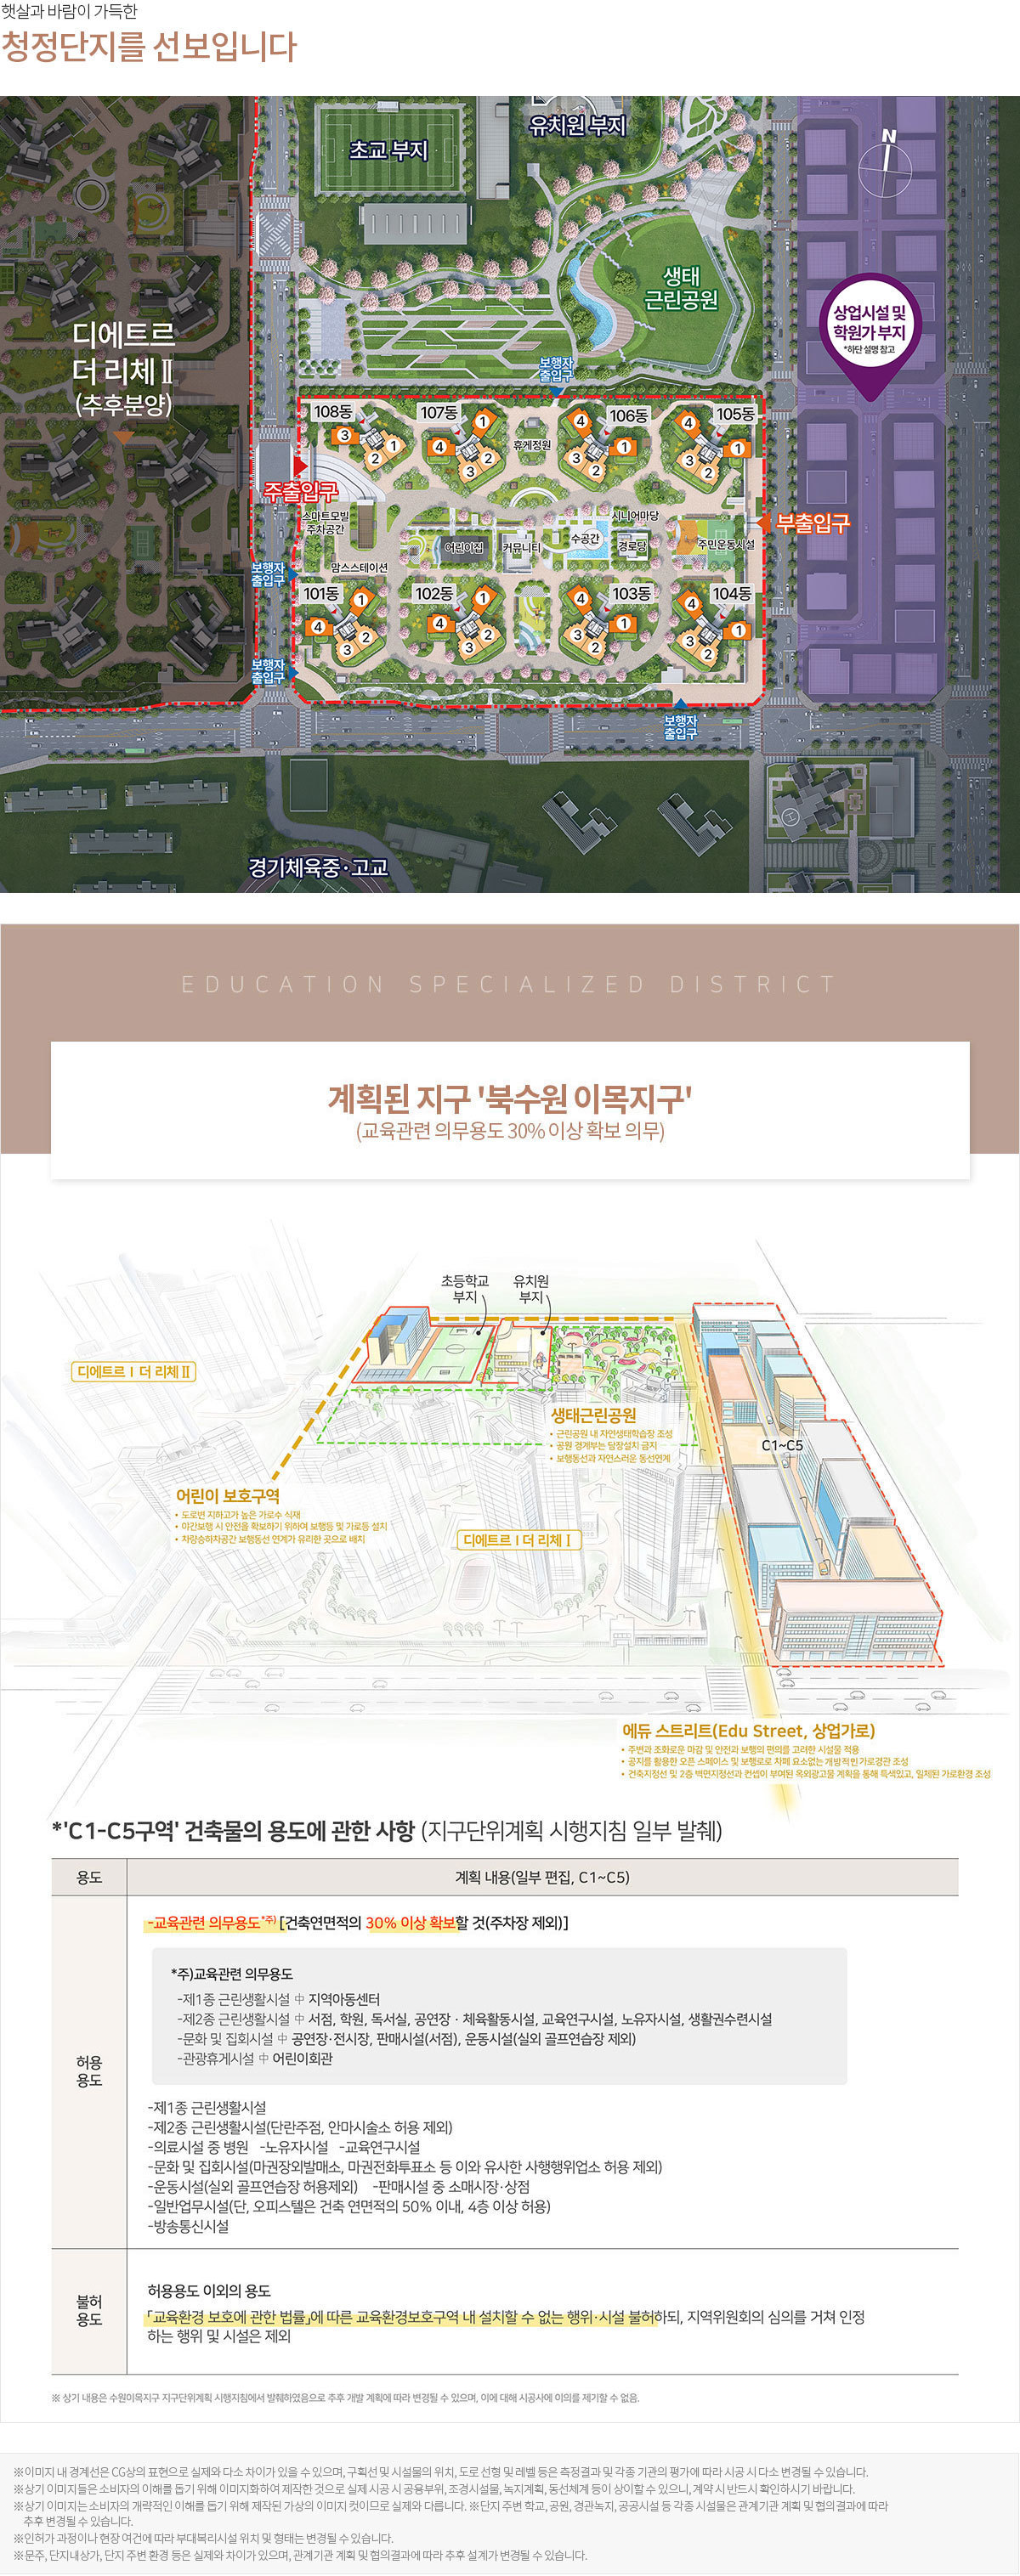 햇살과 바람이 가득한
청정단지를 선보입니다
초교 부지
유치원 부지
N
생태
근린공원
상업시설 및
학원가 부지
*하단 설명 참고
디에트르
더 리체 Ⅱ
(추후분양)
보행자
출입구
108동
107동
106동
105동
3 2 1
4 3 2 1
휴게정원
4 3 2 1
4 3 2 1
주출입구
스마트모빌
주차공간
시니어마당
부출입구
어린이집
커뮤니티
수공간
경로당
주민운동시설
맘스스테이션
보행자
출입구
101동
102동
103동
104동
4 3 2 1
4 3 2 1
4 3 2 1
4 3 2 1
보행자
출입구
보행자
출입구
경기체육중·고교
EDUCATION SPECIALIZED DISTRICT
계획된 지구 '북수원 이목지구'
(교육관련 의무용도 30% 이상 확보 의무)
초등학교
부지
유치원
부지
디에트르 Ⅰ 더 리체 Ⅱ
생태근린공원
• 근린공원 내 자연생태학습장 조성
• 공원 경계부는 담장설치 금지
• 보행동선과 자연스러운 동선연계
C1~C5
어린이 보호구역
• 도로변 지하고가 높은 가로수 식재
• 야간보행 시 안전을 확보하기 위하여 보행등 및 가로등 설치
• 차량승하차공간 보행동선 연계가 유리한 곳으로 배치
디에트르 Ⅰ 더 리체 Ⅰ
에듀 스트리트(Edu Street, 상업가로)
• 주변과 조화로운 마감 및 안전과 보행의 편의를 고려한 시설물 적용
• 공지를 활용한 오픈 스페이스 및 보행로로 차폐 요소없는 개방적인 가로경관 조성
• 건축지정선 및 2층 벽면지정선과 컨셉이 부여된 옥외광고물 계획을 통해 특색있고, 일체된 가로환경 조성
*'C1-C5구역' 건축물의 용도에 관한 사항 (지구단위계획 시행지침 일부 발췌)
용도
계획 내용(일부 편집, C1~C5)
허용
용도
-교육관련 의무용도*주) [건축연면적의 30% 이상 확보할 것(주차장 제외)]
*주)교육관련 의무용도
-제1종 근린생활시설 中 지역아동센터
-제2종 근린생활시설 中 서점, 학원, 독서실, 공연장 · 체육활동시설, 교육연구시설, 노유자시설, 생활권수련시설
-문화 및 집회시설 中 공연장·전시장, 판매시설(서점), 운동시설(실외 골프연습장 제외)
-관광휴게시설 中 어린이회관
-제1종 근린생활시설
-제2종 근린생활시설(단란주점, 안마시술소 허용 제외)
-의료시설 중 병원 -노유자시설 -교육연구시설
-문화 및 집회시설(마권장외발매소, 마권전화투표소 등 이와 유사한 사행행위업소 허용 제외)
-운동시설(실외 골프연습장 허용제외) -판매시설 중 소매시장·상점
-일반업무시설(단, 오피스텔은 건축 연면적의 50% 이내, 4층 이상 허용)
-방송통신시설
불허
용도
허용용도 이외의 용도
「교육환경 보호에 관한 법률」에 따른 교육환경보호구역 내 설치할 수 없는 행위·시설 불허하되, 지역위원회의 심의를 거쳐 인정
하는 행위 및 시설은 제외
※ 상기 내용은 수원이목지구 지구단위계획 시행지침에서 발췌하였음으로 추후 개발 계획에 따라 변경될 수 있으며, 이에 대해 시공사에 이의를 제기할 수 없음.
※이미지 내 경계선은 CG상의 표현으로 실제와 다소 차이가 있을 수 있으며, 구획선 및 시설물의 위치, 도로 선형 및 레벨 등은 측정결과 및 각종 기관의 평가에 따라 시공 시 다소 변경될 수 있습니다.
※상기 이미지들은 소비자의 이해를 돕기 위해 이미지화하여 제작한 것으로 실제 시공 시 공용부위, 조경시설물, 녹지계획, 동선체계 등이 상이할 수 있으니, 계약 시 반드시 확인하시기 바랍니다.
※상기 이미지는 소비자의 개략적인 이해를 돕기 위해 제작된 가상의 이미지 컷이므로 실제와 다릅니다. ※단지 주변 학교, 공원, 경관녹지, 공공시설 등 각종 시설물은 관계기관 계획 및 협의결과에 따라
추후 변경될 수 있습니다.
※인허가 과정이나 현장 여건에 따라 부대복리시설 위치 및 형태는 변경될 수 있습니다.
※문주, 단지내상가, 단지 주변 환경 등은 실제와 차이가 있으며, 관계기관 계획 및 협의결과에 따라 추후 설계가 변경될 수 있습니다.